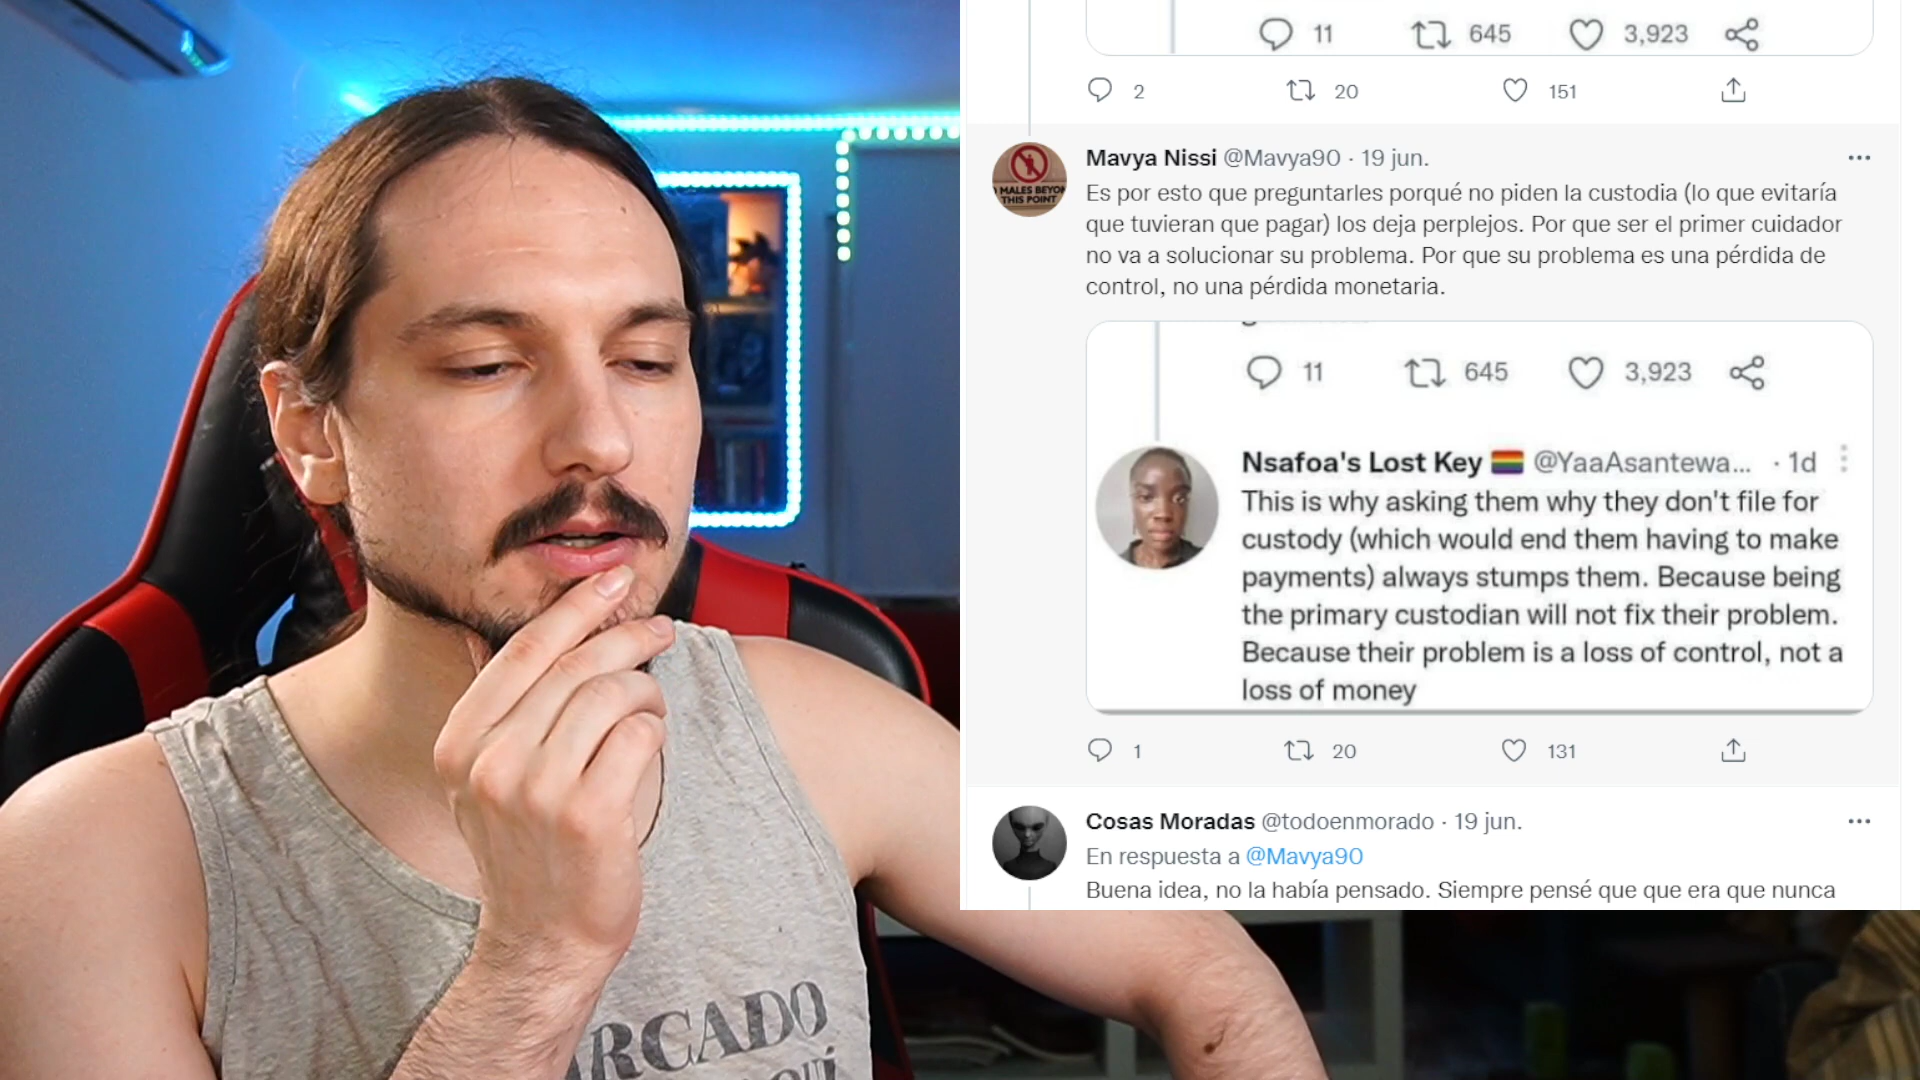 11 645 3,923
2 20 151
Mavya Nissi @Mavya90 · 19 jun.
Es por esto que preguntarles porqué no piden la custodia (lo que evitaría
que tuvieran que pagar) los deja perplejos. Por que ser el primer cuidador
no va a solucionar su problema. Por que su problema es una pérdida de
control, no una pérdida monetaria.
MALES BEYON
THIS POINT
11 645 3,923
Nsafoa's Lost Key @YaaAsantewa... · 1d
This is why asking them why they don't file for
custody (which would end them having to make
payments) always stumps them. Because being
the primary custodian will not fix their problem.
Because their problem is a loss of control, not a
loss of money
1 20 131
Cosas Moradas @todoenmorado · 19 jun.
En respuesta a @Mavya90
Buena idea, no la había pensado. Siempre pensé que que era que nunca
RCADO